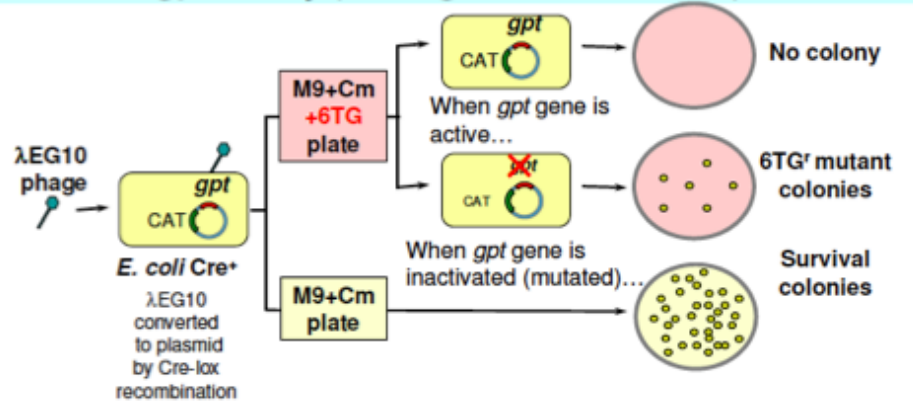 λEG10
phage
gpt
CAT
E. coli Cre⁺
λEG10
converted
to plasmid
by Cre-lox
recombination
M9+Cm
+6TG
plate
M9+Cm
plate
gpt
CAT
When gpt gene is
active…
gpt
CAT
When gpt gene is
inactivated (mutated)…
No colony
6TGʳ mutant
colonies
Survival
colonies